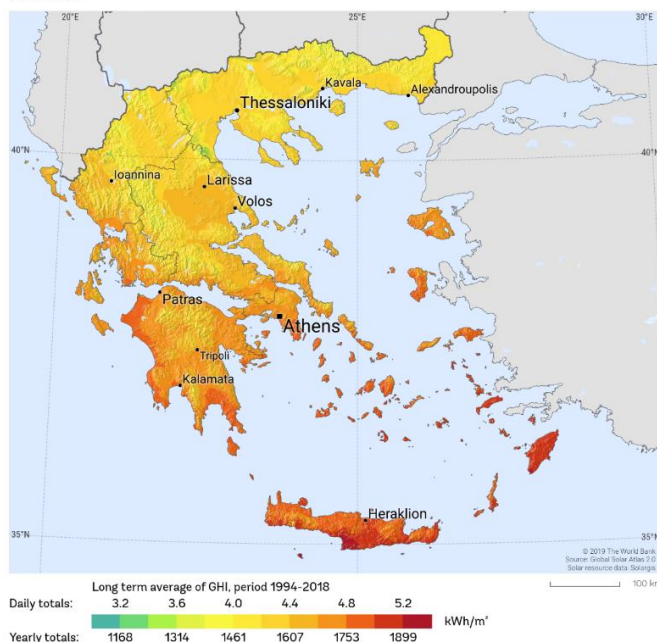 20°E 25°E 30°E
Kavala
Alexandroupolis
Thessaloniki
40°N 40°N
Ioannina
Larissa
Volos
Patras
Athens
Tripoli
Kalamata
Heraklion
35°N 35°N
© 2019 The World Bank
Source: Global Solar Atlas 2.0
Solar resource data: Solargis
100 km
Long term average of GHI, period 1994-2018
Daily totals: 3.2 3.6 4.0 4.4 4.8 5.2
kWh/m²
Yearly totals: 1168 1314 1461 1607 1753 1899